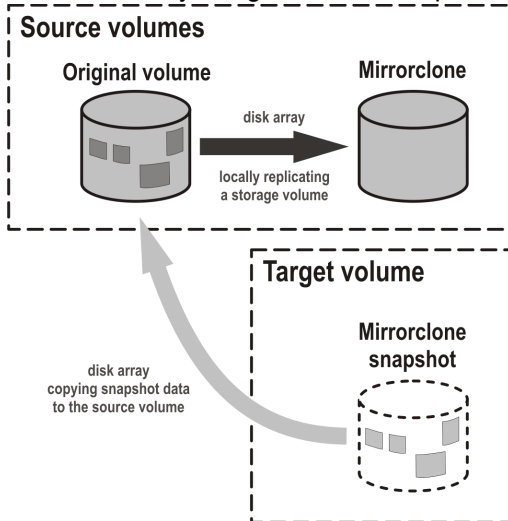 Source volumes
Original volume
Mirrorclone
disk array
locally replicating
a storage volume
Target volume
Mirrorclone
snapshot
disk array
copying snapshot data
to the source volume